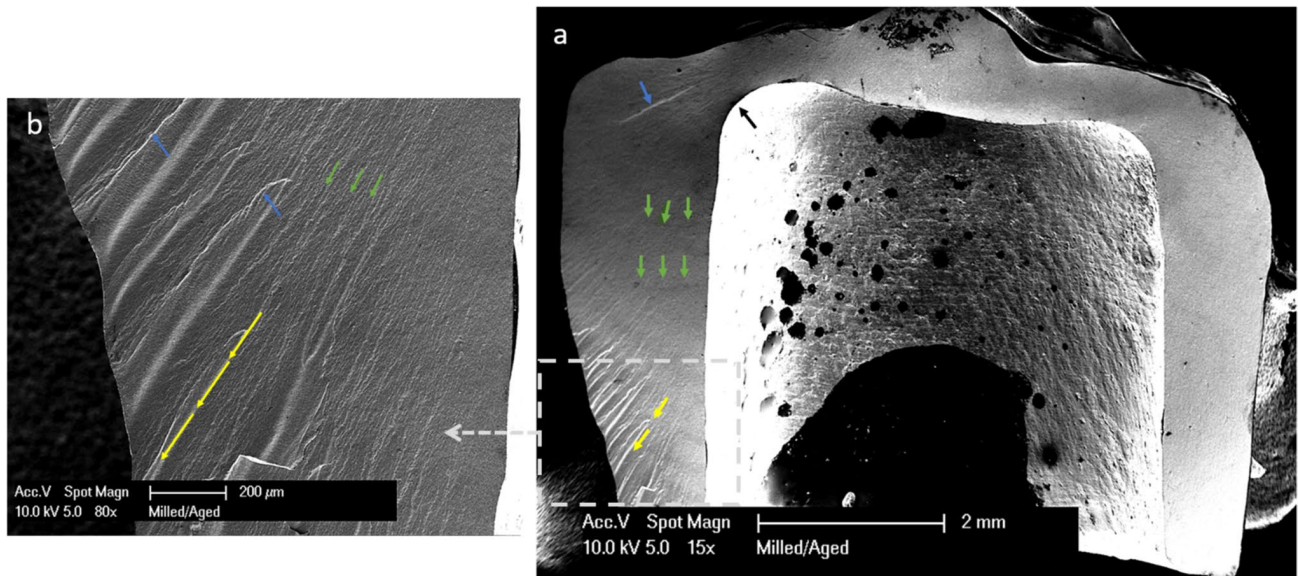 b
Acc.V Spot Magn 200 µm
10.0 kV 5.0 80x Milled/Aged
a
Acc.V Spot Magn 2 mm
10.0 kV 5.0 15x Milled/Aged